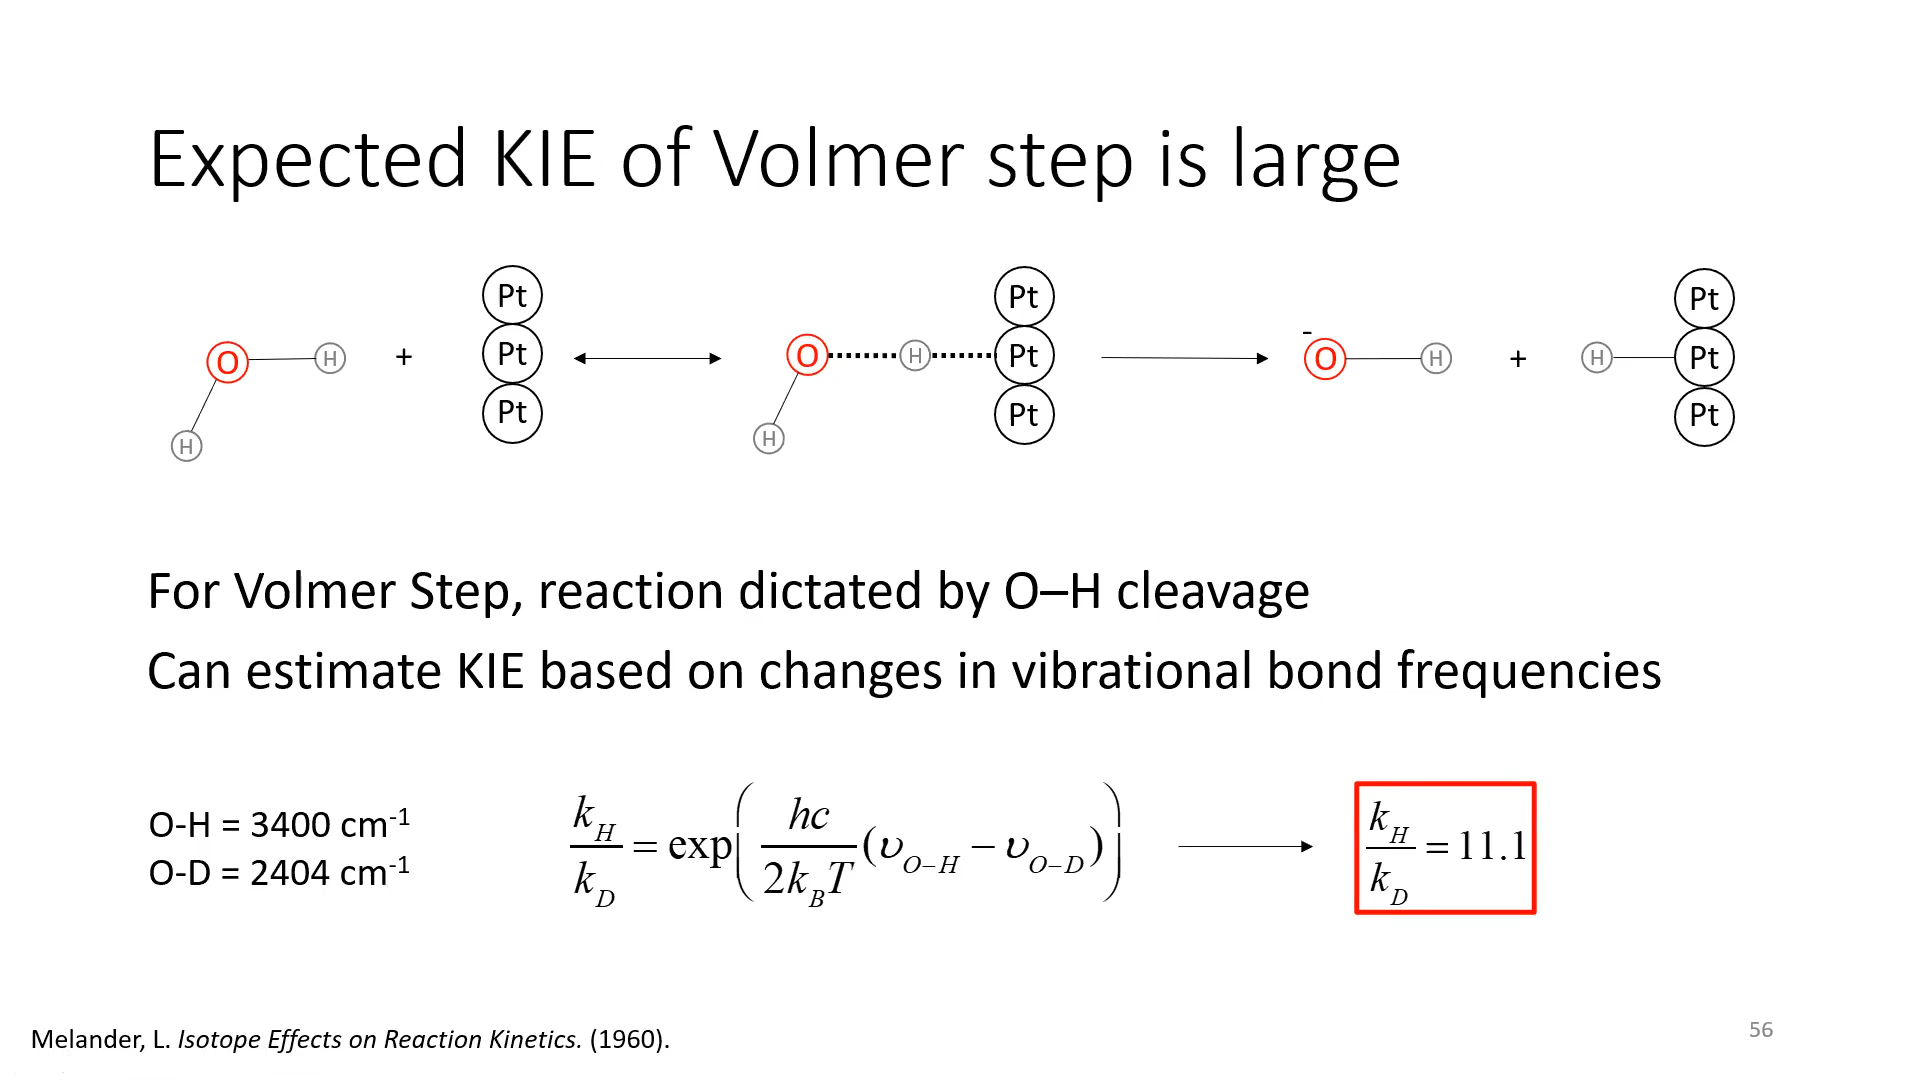 Expected KIE of Volmer step is large
O H H + Pt Pt Pt O H H Pt Pt Pt - O H + H Pt Pt Pt
For Volmer Step, reaction dictated by O–H cleavage
Can estimate KIE based on changes in vibrational bond frequencies
O-H = 3400 cm⁻¹
O-D = 2404 cm⁻¹
k_H / k_D = exp( hc / 2k_BT (υ_O−H − υ_O−D) )
k_H / k_D = 11.1
Melander, L. Isotope Effects on Reaction Kinetics. (1960).
56